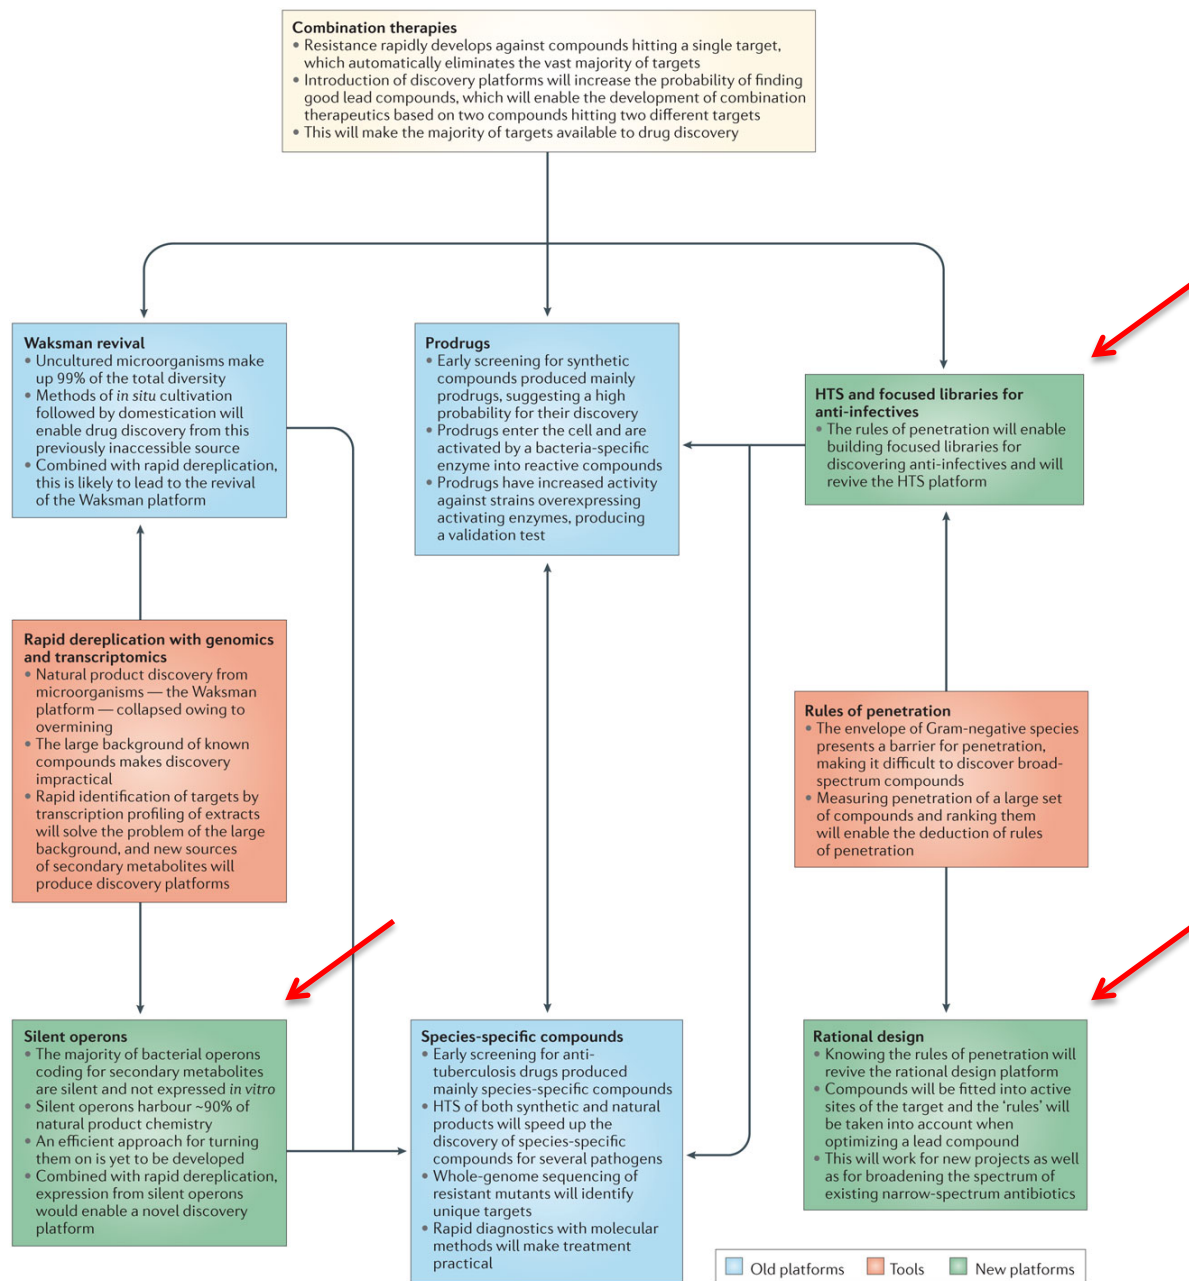 Combination therapies
• Resistance rapidly develops against compounds hitting a single target,
which automatically eliminates the vast majority of targets
• Introduction of discovery platforms will increase the probability of finding
good lead compounds, which will enable the development of combination
therapeutics based on two compounds hitting two different targets
• This will make the majority of targets available to drug discovery
Waksman revival
• Uncultured microorganisms make
up 99% of the total diversity
• Methods of in situ cultivation
followed by domestication will
enable drug discovery from this
previously inaccessible source
• Combined with rapid dereplication,
this is likely to lead to the revival
of the Waksman platform
Prodrugs
• Early screening for synthetic
compounds produced mainly
prodrugs, suggesting a high
probability for their discovery
• Prodrugs enter the cell and are
activated by a bacteria-specific
enzyme into reactive compounds
• Prodrugs have increased activity
against strains overexpressing
activating enzymes, producing
a validation test
HTS and focused libraries for
anti-infectives
• The rules of penetration will enable
building focused libraries for
discovering anti-infectives and will
revive the HTS platform
Rapid dereplication with genomics
and transcriptomics
• Natural product discovery from
microorganisms — the Waksman
platform — collapsed owing to
overmining
• The large background of known
compounds makes discovery
impractical
• Rapid identification of targets by
transcription profiling of extracts
will solve the problem of the large
background, and new sources
of secondary metabolites will
produce discovery platforms
Rules of penetration
• The envelope of Gram-negative species
presents a barrier for penetration,
making it difficult to discover broad-
spectrum compounds
• Measuring penetration of a large set
of compounds and ranking them
will enable the deduction of rules
of penetration
Silent operons
• The majority of bacterial operons
coding for secondary metabolites
are silent and not expressed in vitro
• Silent operons harbour ~90% of
natural product chemistry
• An efficient approach for turning
them on is yet to be developed
• Combined with rapid dereplication,
expression from silent operons
would enable a novel discovery
platform
Species-specific compounds
• Early screening for anti-
tuberculosis drugs produced
mainly species-specific compounds
• HTS of both synthetic and natural
products will speed up the
discovery of species-specific
compounds for several pathogens
• Whole-genome sequencing of
resistant mutants will identify
unique targets
• Rapid diagnostics with molecular
methods will make treatment
practical
Rational design
• Knowing the rules of penetration will
revive the rational design platform
• Compounds will be fitted into active
sites of the target and the ‘rules’ will
be taken into account when
optimizing a lead compound
• This will work for new projects as well
as for broadening the spectrum of
existing narrow-spectrum antibiotics
Old platforms Tools New platforms